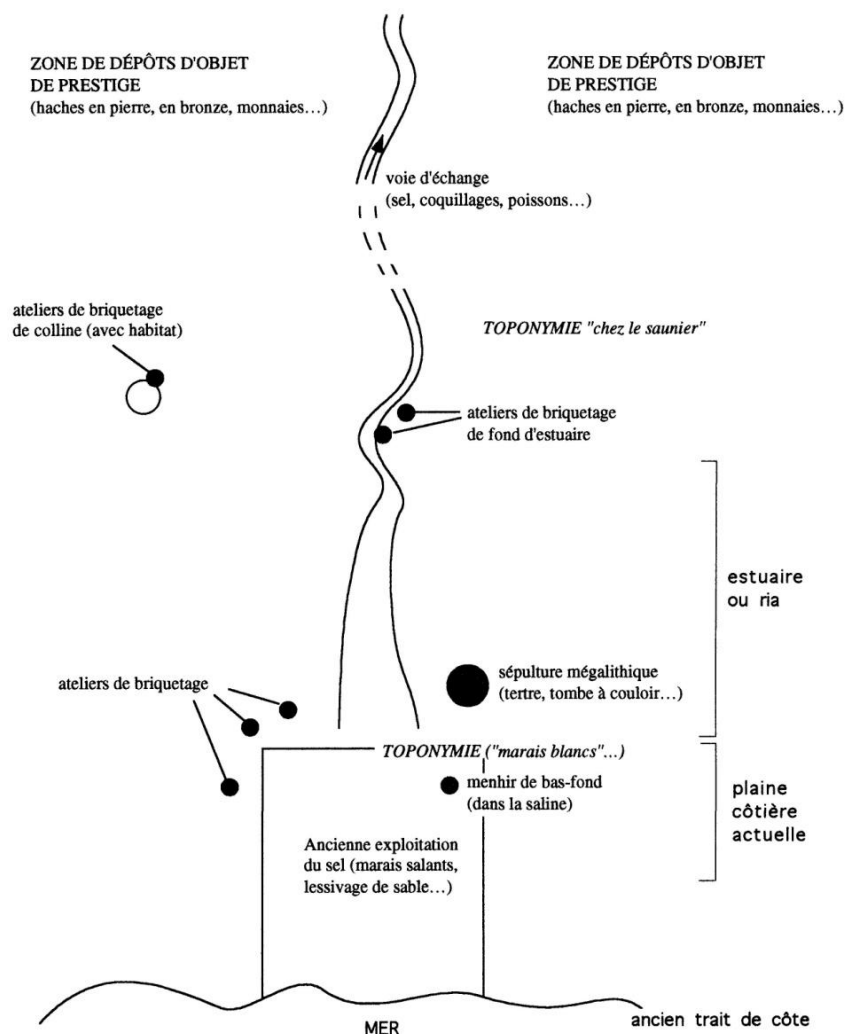 ZONE DE DÉPÔTS D'OBJET
DE PRESTIGE
(haches en pierre, en bronze, monnaies…)
ZONE DE DÉPÔTS D'OBJET
DE PRESTIGE
(haches en pierre, en bronze, monnaies…)
voie d'échange
(sel, coquillages, poissons…)
ateliers de briquetage
de colline (avec habitat)
TOPONYMIE "chez le saunier"
ateliers de briquetage
de fond d'estuaire
estuaire
ou ria
sépulture mégalithique
(tertre, tombe à couloir…)
ateliers de briquetage
TOPONYMIE ("marais blancs"…)
menhir de bas-fond
(dans la saline)
plaine
côtière
actuelle
Ancienne exploitation
du sel (marais salants,
lessivage de sable…)
ancien trait de côte
MER